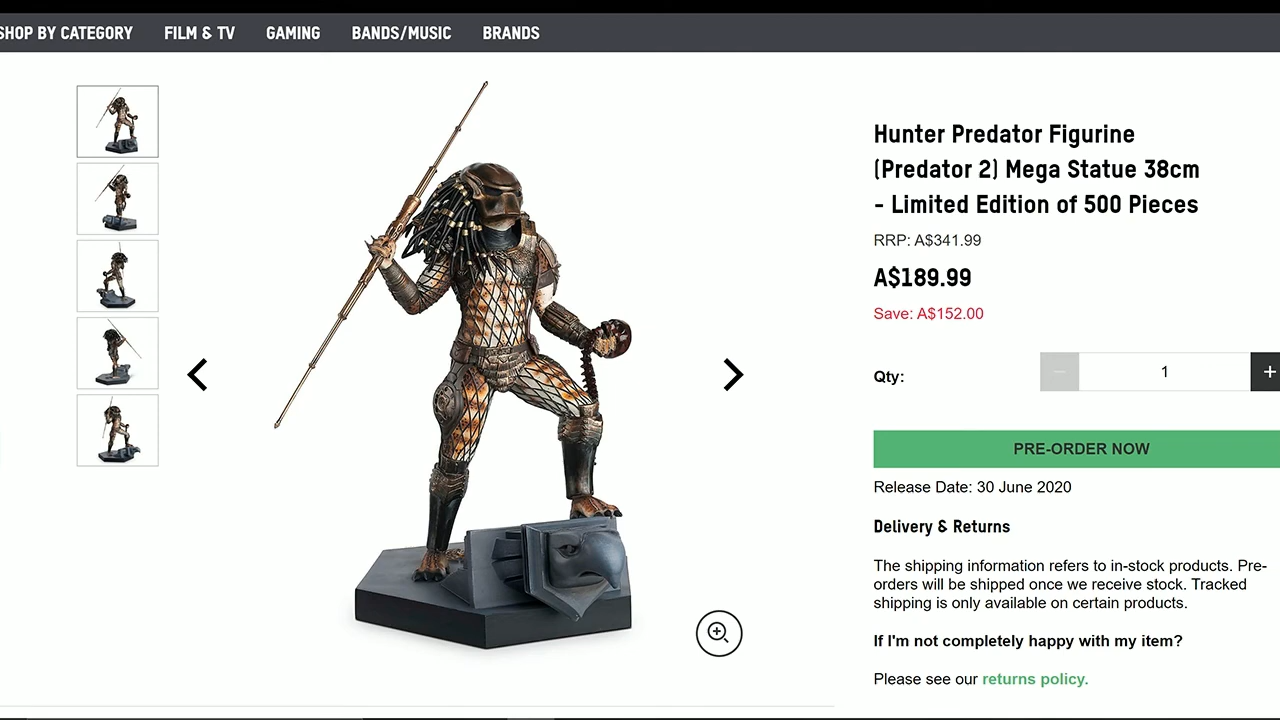 SHOP BY CATEGORY FILM & TV GAMING BANDS/MUSIC BRANDS
Hunter Predator Figurine
(Predator 2) Mega Statue 38cm
- Limited Edition of 500 Pieces
RRP: A$341.99
A$189.99
Save: A$152.00
Qty:
− 1 +
PRE-ORDER NOW
Release Date: 30 June 2020
Delivery & Returns
The shipping information refers to in-stock products. Pre-
orders will be shipped once we receive stock. Tracked
shipping is only available on certain products.
If I'm not completely happy with my item?
Please see our returns policy.